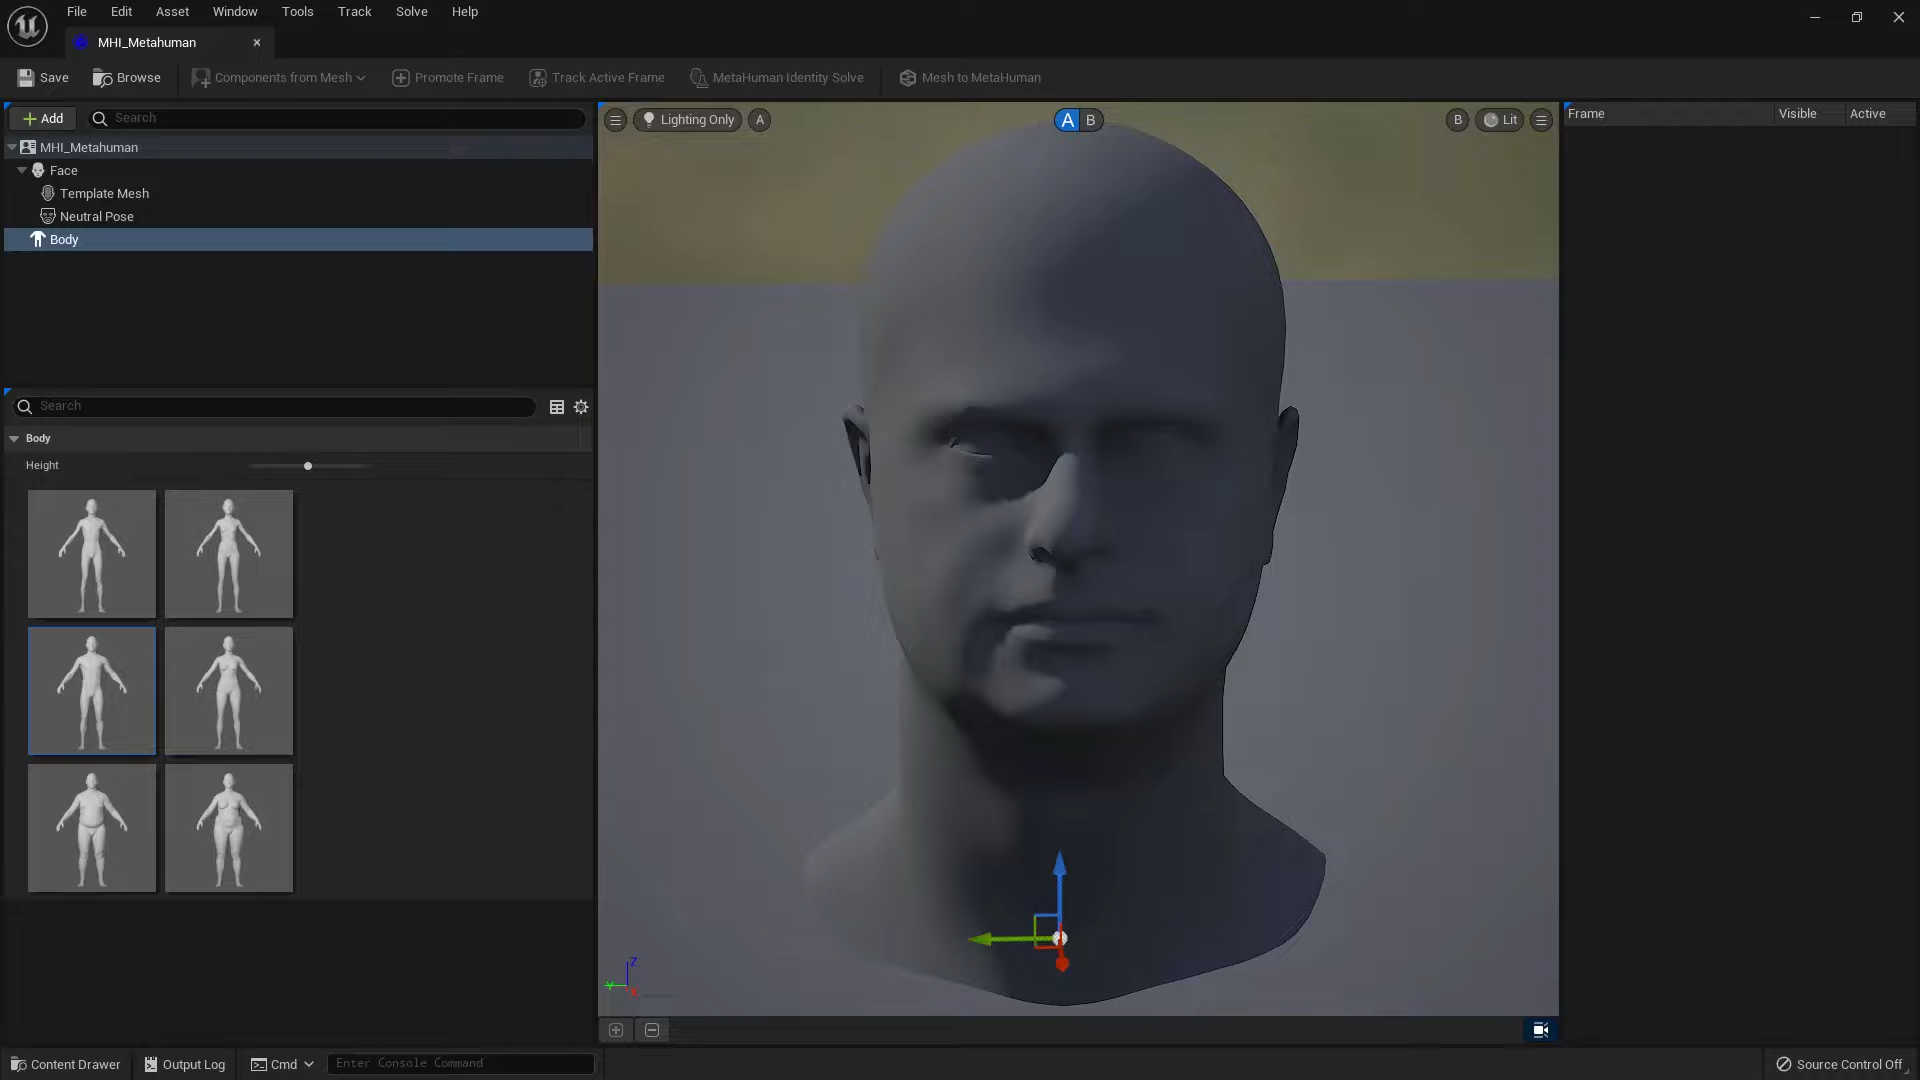 File Edit Asset Window Tools Track Solve Help
MHI_Metahuman
Save Browse Components from Mesh Promote Frame Track Active Frame MetaHuman Identity Solve Mesh to MetaHuman
Add Search
MHI_Metahuman
Face
Template Mesh
Neutral Pose
Body
Search
Body
Height
Lighting Only A A B B Lit
Z
Y
X
Frame Visible Active
Content Drawer Output Log Cmd Enter Console Command Source Control Off